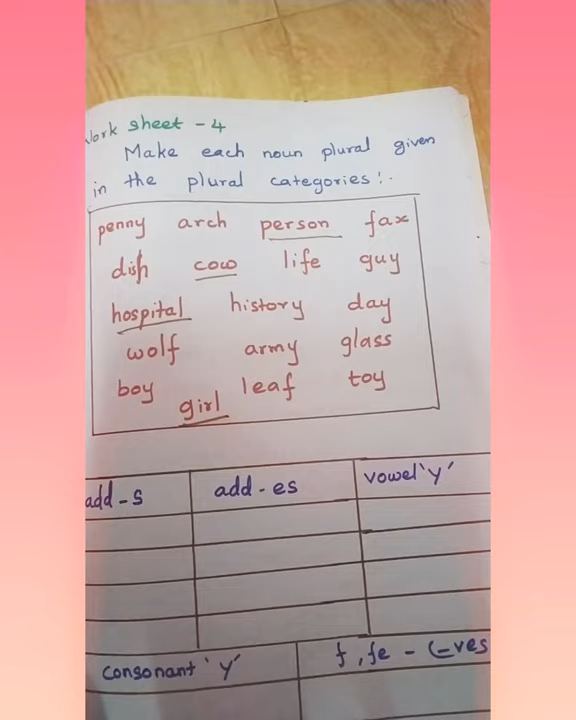 Work sheet - 4
Make each noun plural given
in the plural categories!.
penny arch person fax
dish cow life guy
hospital history day
wolf army glass
boy girl leaf toy
add-s add-es vowel 'y'
consonant 'y' f, fe - (-ves